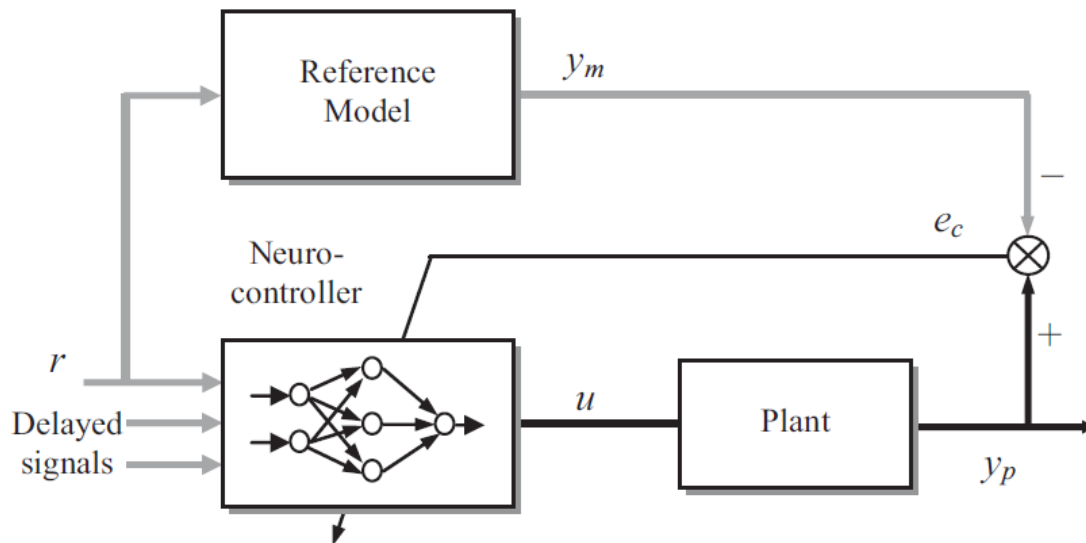 Reference
Model
y_m
−
e_c
Neuro-
controller
+
r
Delayed
signals
u
Plant
y_p